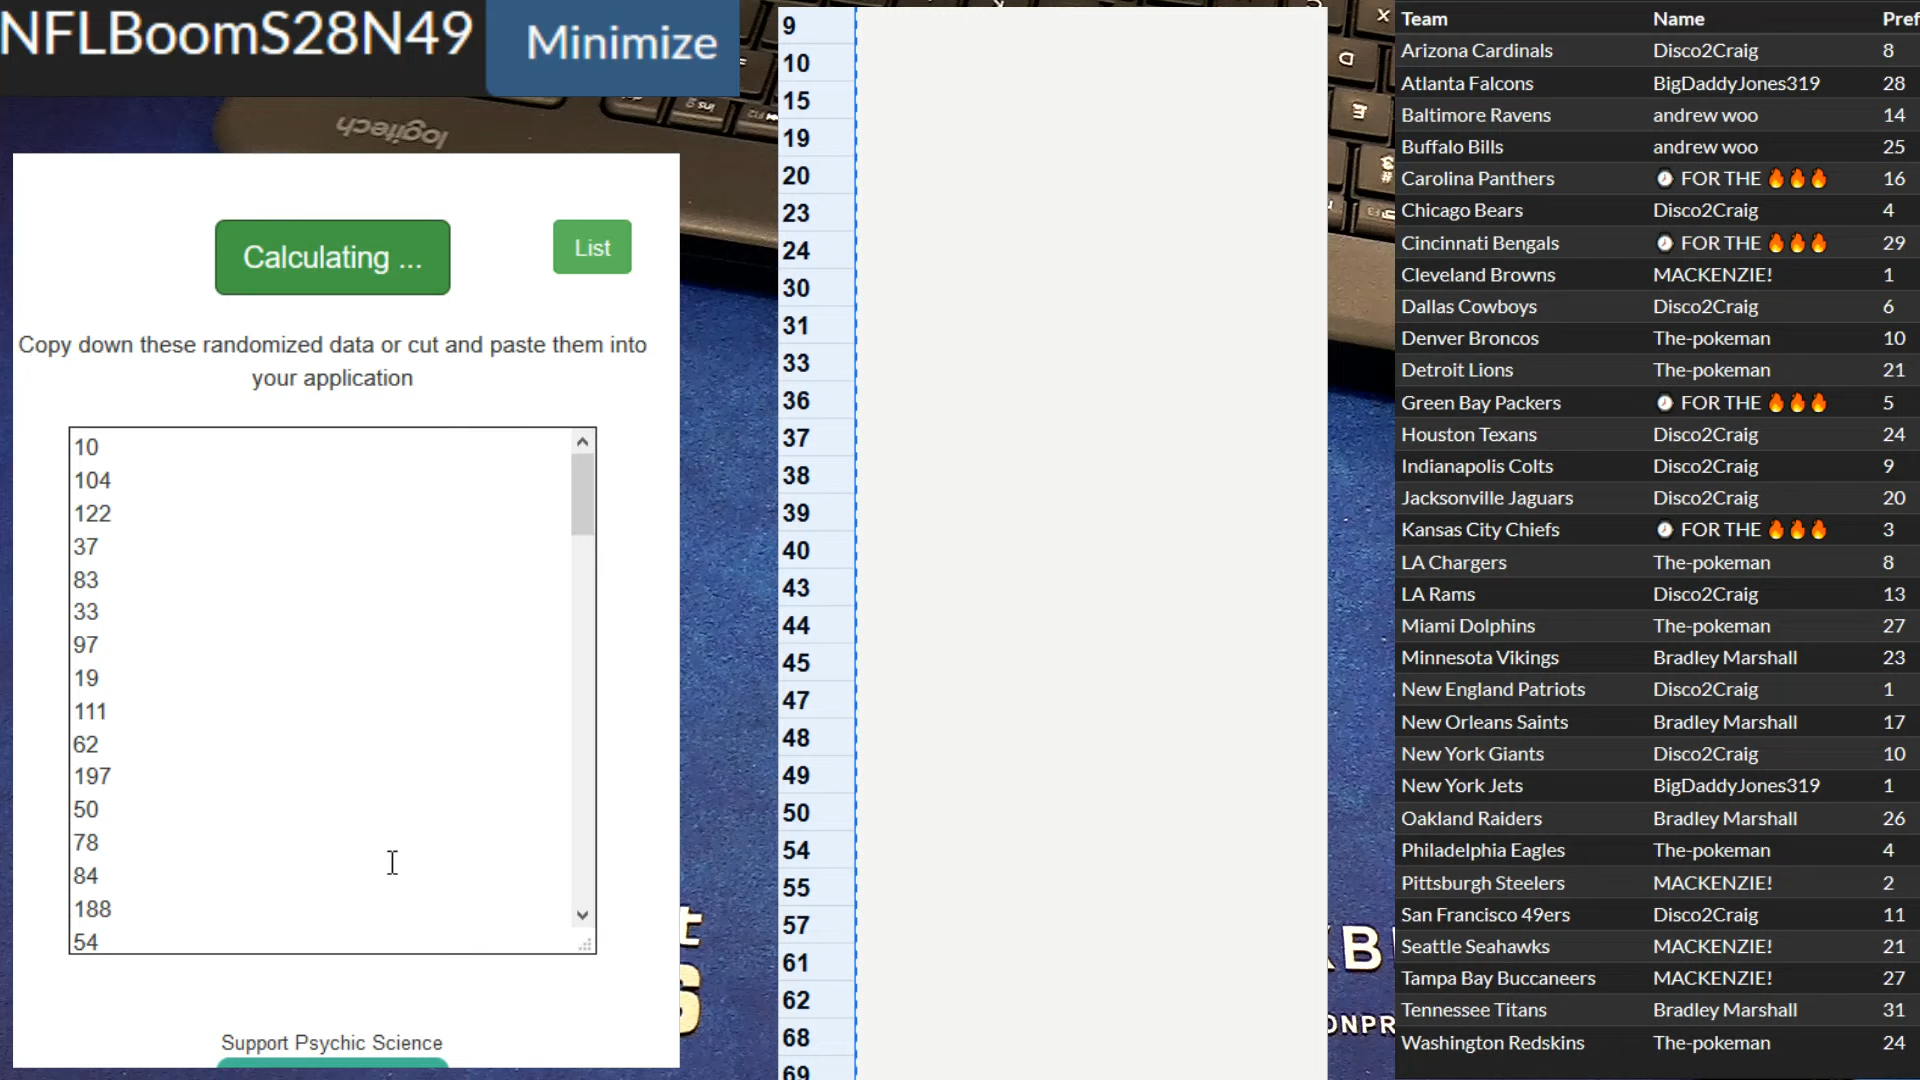 NFLBoomS28N49
Minimize
logitech
Calculating ...
List
Copy down these randomized data or cut and paste them into
your application
10
104
122
37
83
33
97
19
111
62
197
50
78
84
188
54
Support Psychic Science
9
10
15
19
20
23
24
30
31
33
36
37
38
39
40
43
44
45
47
48
49
50
54
55
57
61
62
68
69
Team Name Pref
Arizona Cardinals Disco2Craig 8
Atlanta Falcons BigDaddyJones319 28
Baltimore Ravens andrew woo 14
Buffalo Bills andrew woo 25
Carolina Panthers 🕗 FOR THE 🔥🔥🔥 16
Chicago Bears Disco2Craig 4
Cincinnati Bengals 🕗 FOR THE 🔥🔥🔥 29
Cleveland Browns MACKENZIE! 1
Dallas Cowboys Disco2Craig 6
Denver Broncos The-pokeman 10
Detroit Lions The-pokeman 21
Green Bay Packers 🕗 FOR THE 🔥🔥🔥 5
Houston Texans Disco2Craig 24
Indianapolis Colts Disco2Craig 9
Jacksonville Jaguars Disco2Craig 20
Kansas City Chiefs 🕗 FOR THE 🔥🔥🔥 3
LA Chargers The-pokeman 8
LA Rams Disco2Craig 13
Miami Dolphins The-pokeman 27
Minnesota Vikings Bradley Marshall 23
New England Patriots Disco2Craig 1
New Orleans Saints Bradley Marshall 17
New York Giants Disco2Craig 10
New York Jets BigDaddyJones319 1
Oakland Raiders Bradley Marshall 26
Philadelphia Eagles The-pokeman 4
Pittsburgh Steelers MACKENZIE! 2
San Francisco 49ers Disco2Craig 11
Seattle Seahawks MACKENZIE! 21
Tampa Bay Buccaneers MACKENZIE! 27
Tennessee Titans Bradley Marshall 31
Washington Redskins The-pokeman 24